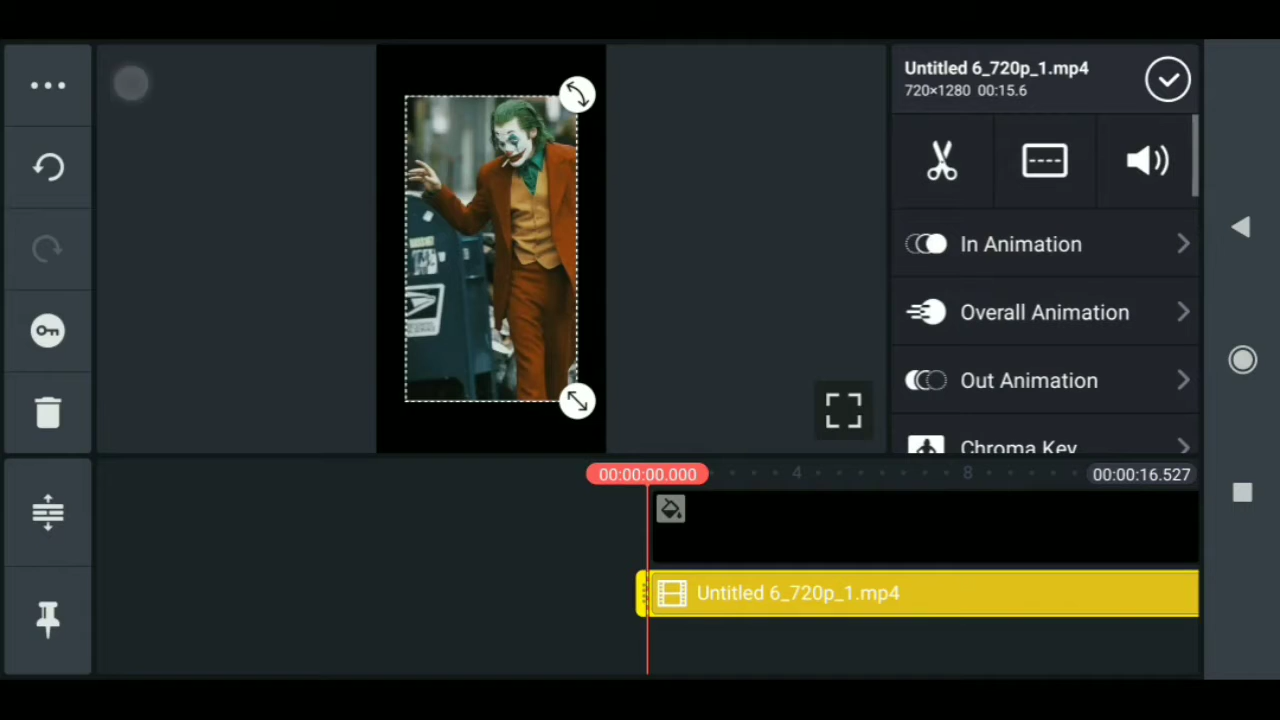 Untitled 6_720p_1.mp4
720×1280 00:15.6
In Animation
Overall Animation
Out Animation
Chroma Key
00:00:00.000
4
8
00:00:16.527
Untitled 6_720p_1.mp4